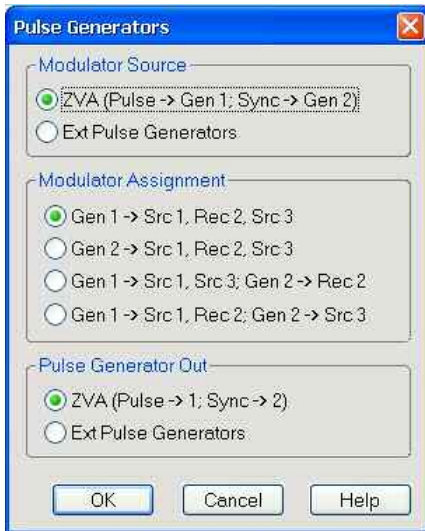 Pulse Generators
Modulator Source
ZVA (Pulse -> Gen 1; Sync -> Gen 2)
Ext Pulse Generators
Modulator Assignment
Gen 1 -> Src 1, Rec 2, Src 3
Gen 2 -> Src 1, Rec 2, Src 3
Gen 1 -> Src 1, Src 3; Gen 2 -> Rec 2
Gen 1 -> Src 1, Rec 2; Gen 2 -> Src 3
Pulse Generator Out
ZVA (Pulse -> 1; Sync -> 2)
Ext Pulse Generators
OK Cancel Help